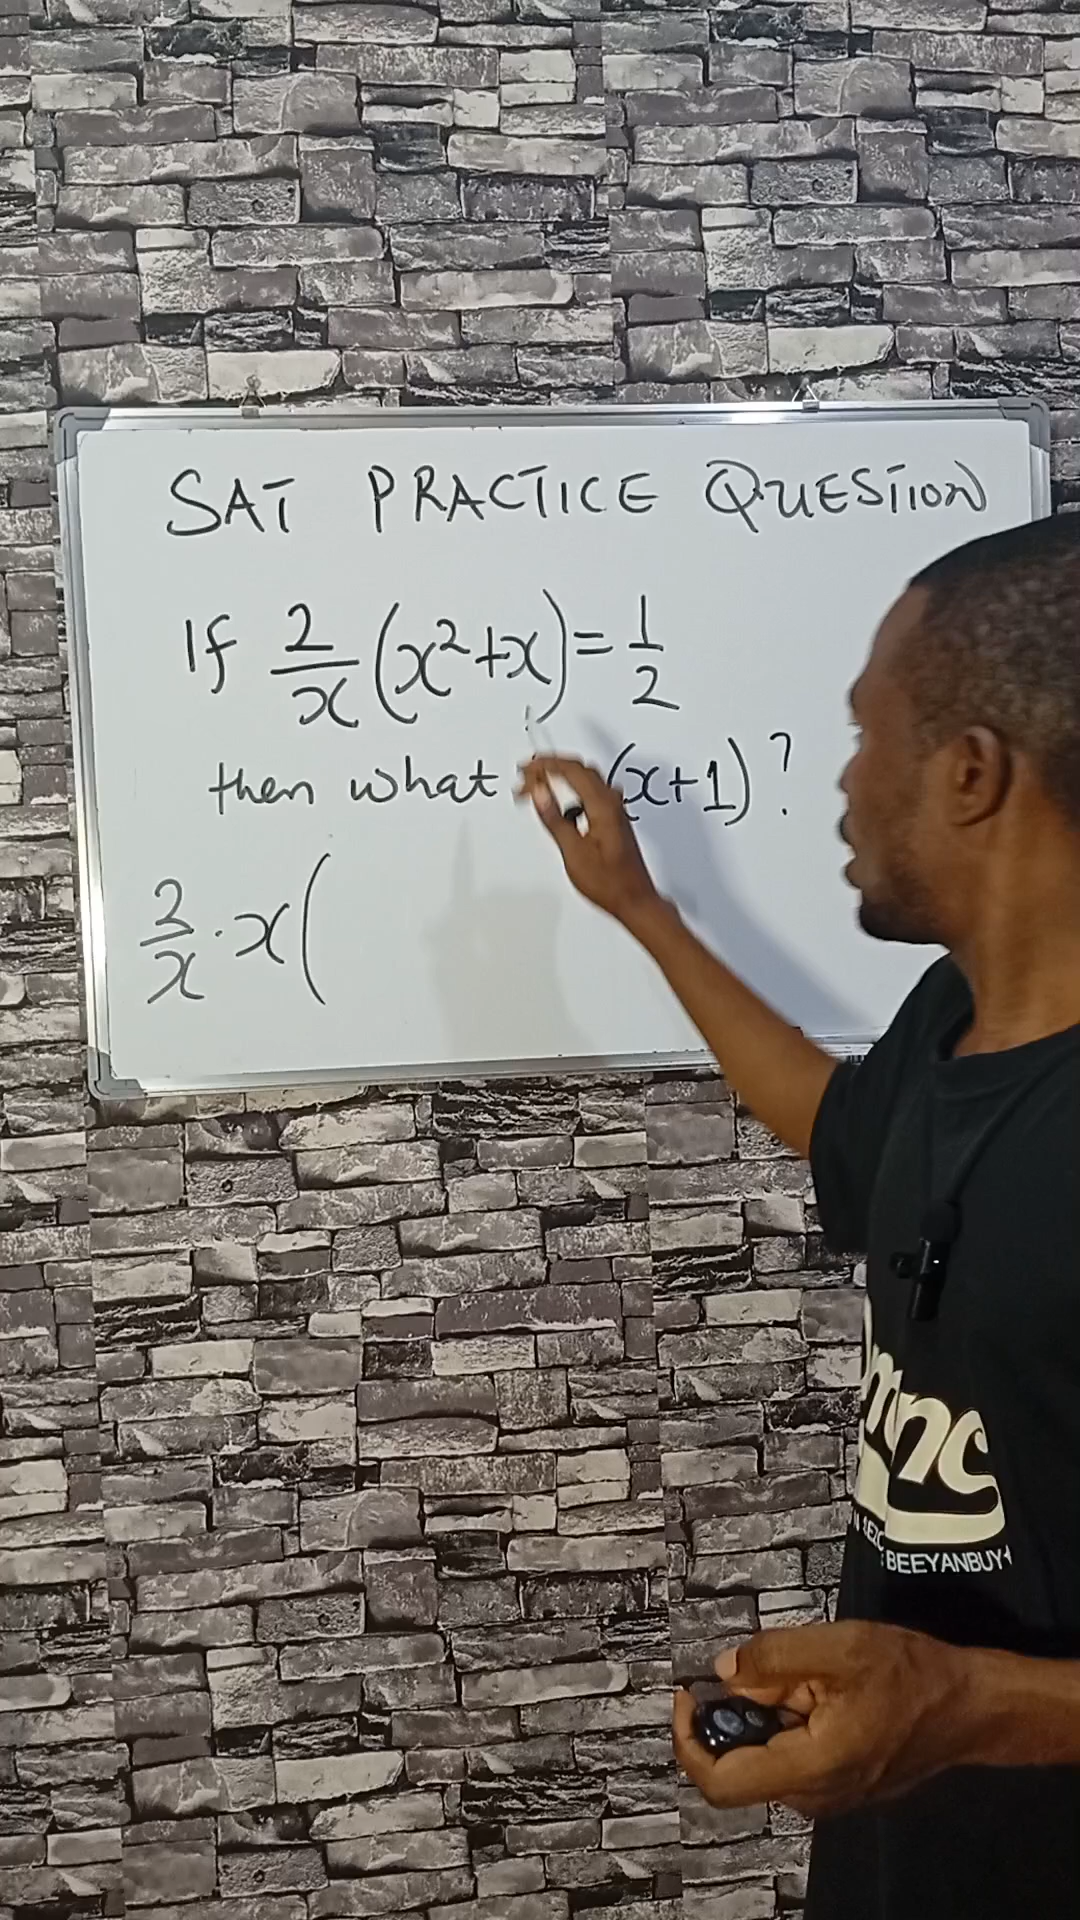 SAT PRACTICE QUESTION
If 2/x (x²+x) = 1/2
then what (x+1)?
2/x · x(
BEEYANBUY